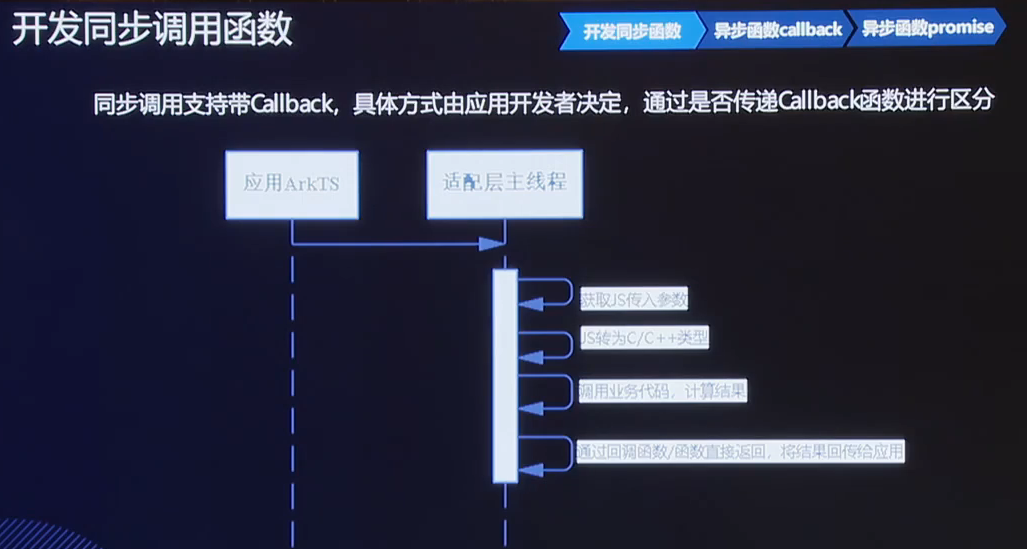 开发同步调用函数
开发同步函数
异步函数callback
异步函数promise
同步调用支持带Callback，具体方式由应用开发者决定，通过是否传递Callback函数进行区分
应用ArkTS
适配层主线程
获取JS传入参数
JS转为C/C++类型
调用业务代码，计算结果
通过回调函数/函数直接返回，将结果回传给应用